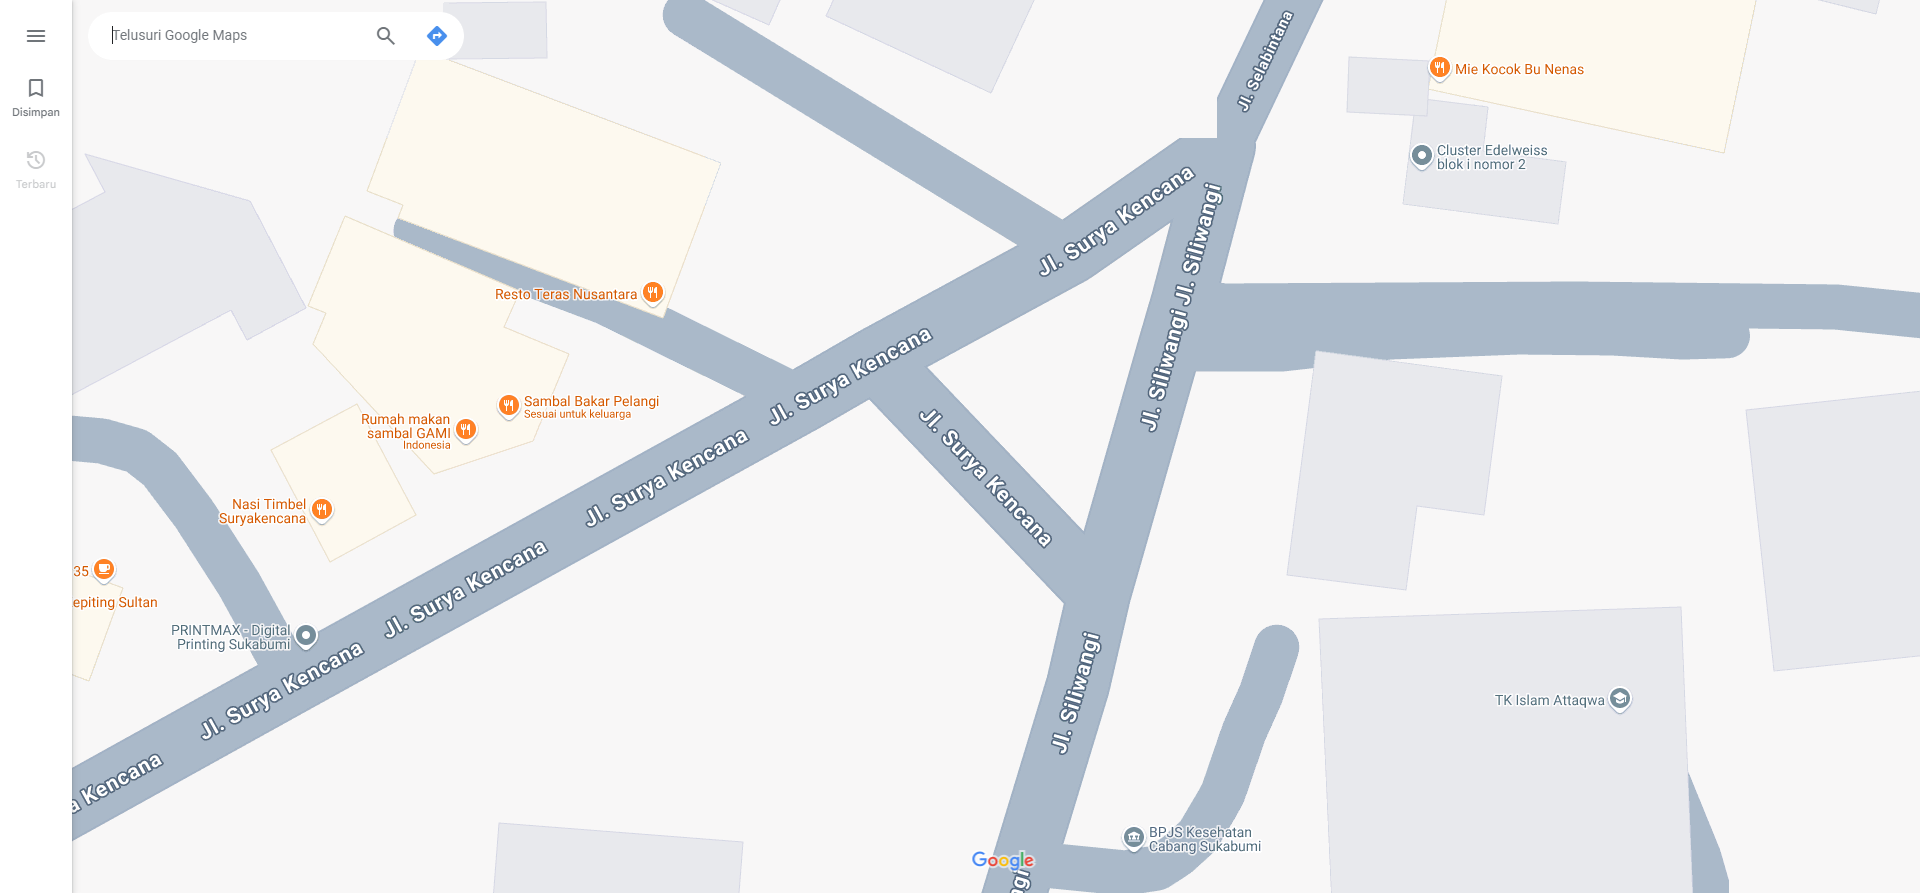 Telusuri Google Maps
Disimpan
Terbaru
Jl. Selabintana
Mie Kocok Bu Nenas
Cluster Edelweiss
blok i nomor 2
Jl. Surya Kencana
Jl. Siliwangi
Jl. Siliwangi
Resto Teras Nusantara
Jl. Surya Kencana
Sambal Bakar Pelangi
Sesuai untuk keluarga
Rumah makan
sambal GAMI
Indonesia
Jl. Surya Kencana
Jl. Surya Kencana
Nasi Timbel
Suryakencana
35
epiting Sultan
Jl. Surya Kencana
PRINTMAX - Digital
Printing Sukabumi
Jl. Surya Kencana
Jl. Siliwangi
TK Islam Attaqwa
a Kencana
BPJS Kesehatan
Cabang Sukabumi
Google
ngi